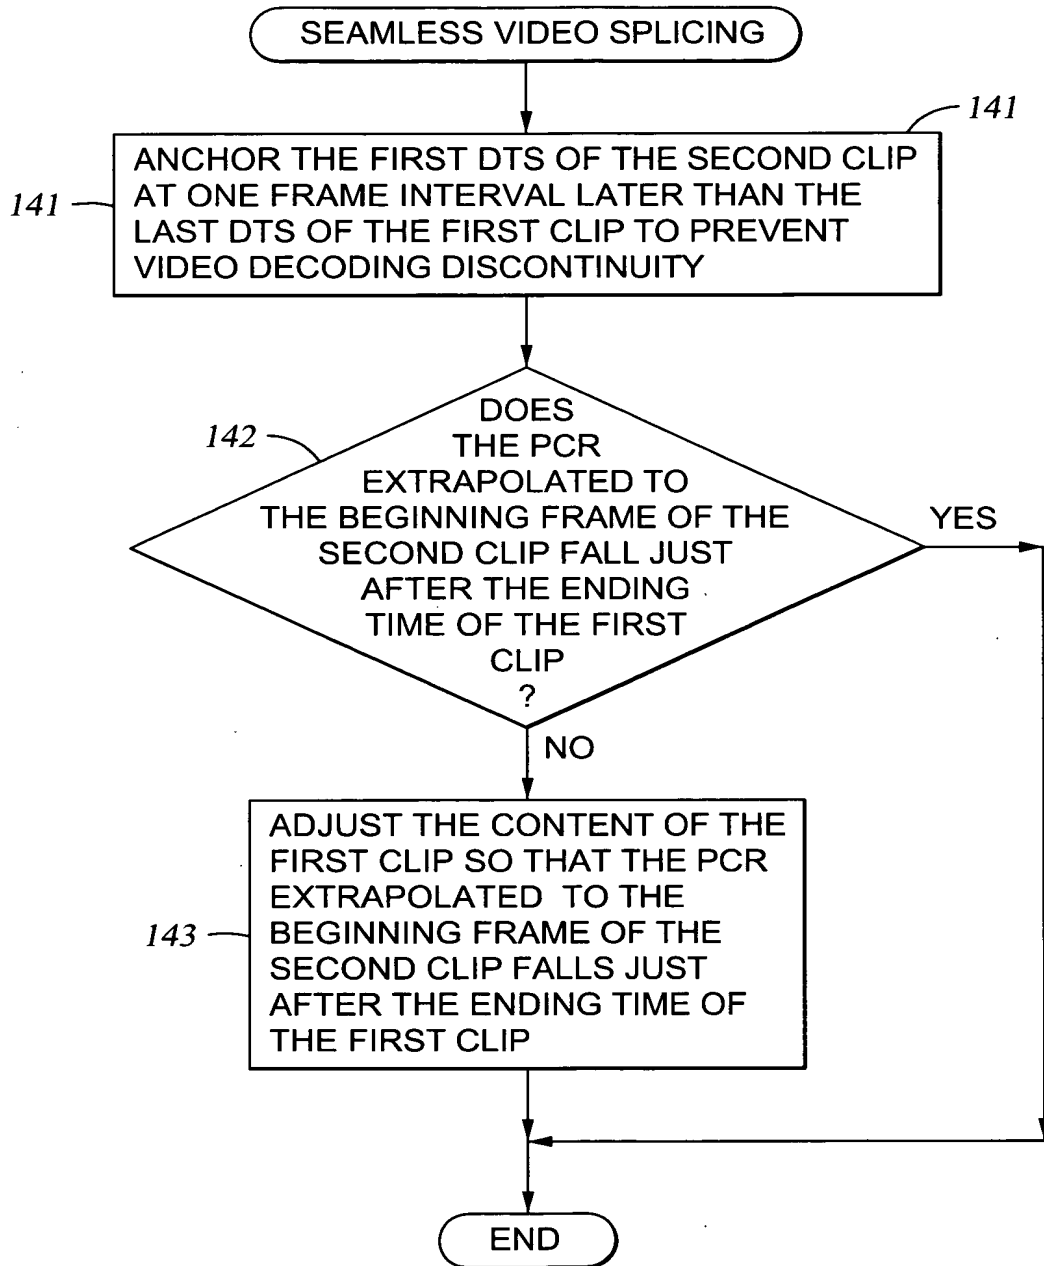 SEAMLESS VIDEO SPLICING
141
141
ANCHOR THE FIRST DTS OF THE SECOND CLIP
AT ONE FRAME INTERVAL LATER THAN THE
LAST DTS OF THE FIRST CLIP TO PREVENT
VIDEO DECODING DISCONTINUITY
142
DOES
THE PCR
EXTRAPOLATED TO
THE BEGINNING FRAME OF THE
SECOND CLIP FALL JUST
AFTER THE ENDING
TIME OF THE FIRST
CLIP
?
YES
NO
143
ADJUST THE CONTENT OF THE
FIRST CLIP SO THAT THE PCR
EXTRAPOLATED TO THE
BEGINNING FRAME OF THE
SECOND CLIP FALLS JUST
AFTER THE ENDING TIME OF
THE FIRST CLIP
END